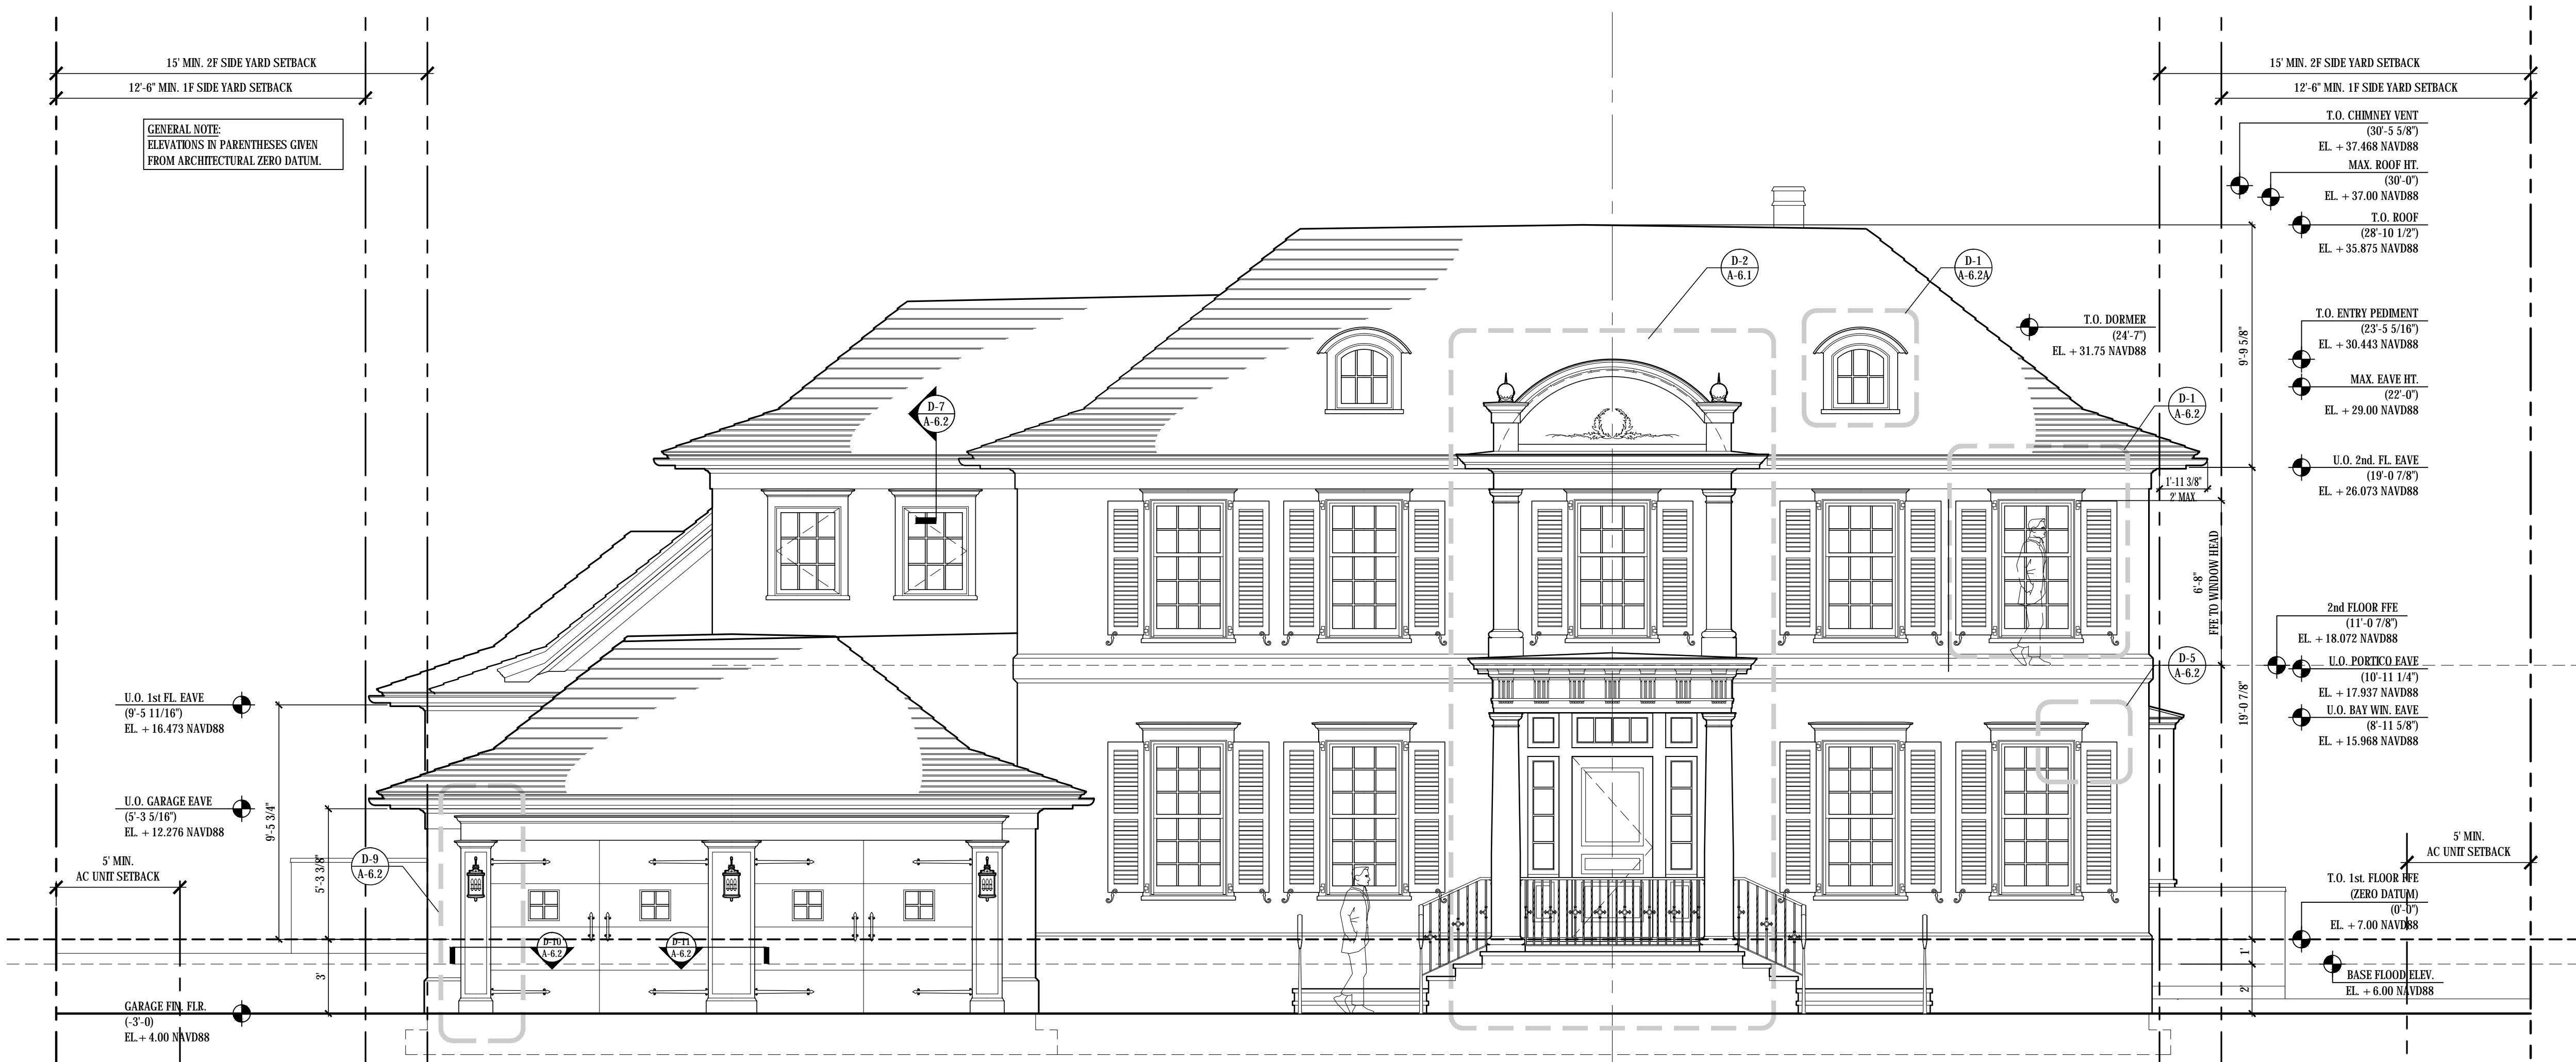 15' MIN. 2F SIDE YARD SETBACK
12'-6" MIN. 1F SIDE YARD SETBACK
GENERAL NOTE:
ELEVATIONS IN PARENTHESES GIVEN
FROM ARCHITECTURAL ZERO DATUM.
15' MIN. 2F SIDE YARD SETBACK
12'-6" MIN. 1F SIDE YARD SETBACK
T.O. CHIMNEY VENT
(30'-5 5/8")
EL. + 37.468 NAVD88
MAX. ROOF HT.
(30'-0")
EL. + 37.00 NAVD88
T.O. ROOF
(28'-10 1/2")
EL. + 35.875 NAVD88
D-2
A-6.1
D-1
A-6.2A
T.O. DORMER
(24'-7")
EL. + 31.75 NAVD88
T.O. ENTRY PEDIMENT
(23'-5 5/16")
EL. + 30.443 NAVD88
9'-9 5/8"
MAX. EAVE HT.
(22'-0")
EL. + 29.00 NAVD88
D-7
A-6.2
D-1
A-6.2
U.O. 2nd. FL. EAVE
(19'-0 7/8")
EL. + 26.073 NAVD88
1'-11 3/8"
2' MAX
6'-8"
FFE TO WINDOW HEAD
2nd FLOOR FFE
(11'-0 7/8")
EL. + 18.072 NAVD88
D-5
A-6.2
U.O. PORTICO EAVE
(10'-11 1/4")
EL. + 17.937 NAVD88
19'-0 7/8"
U.O. BAY WIN. EAVE
(8'-11 5/8")
EL. + 15.968 NAVD88
U.O. 1st FL. EAVE
(9'-5 11/16")
EL. + 16.473 NAVD88
U.O. GARAGE EAVE
(5'-3 5/16")
EL. + 12.276 NAVD88
9'-5 3/4"
5'-3 3/8"
D-9
A-6.2
5' MIN.
AC UNIT SETBACK
5' MIN.
AC UNIT SETBACK
T.O. 1st. FLOOR FFE
(ZERO DATUM)
(0'-0")
EL. + 7.00 NAVD88
D-10
A-6.2
D-11
A-6.2
1'
3'
2'
BASE FLOOD ELEV.
EL. + 6.00 NAVD88
GARAGE FIN. FLR.
(-3'-0)
EL.+ 4.00 NAVD88